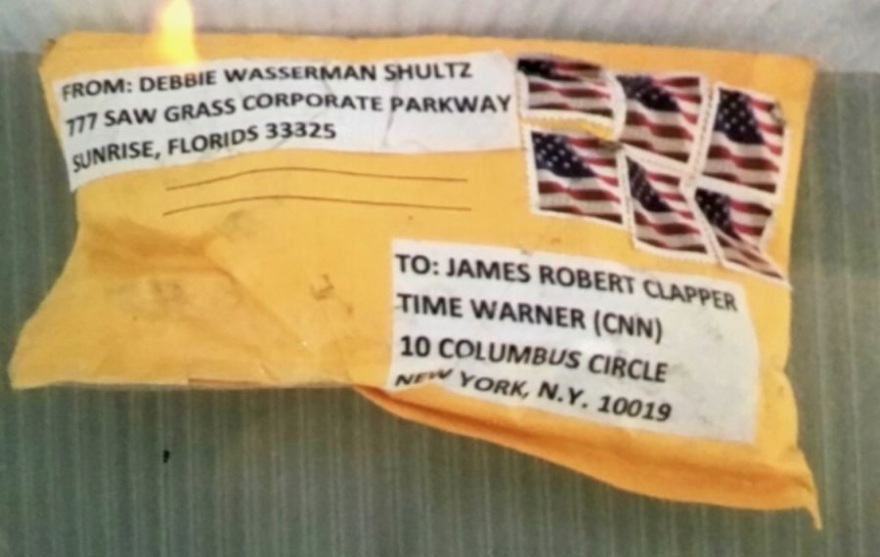 FROM: DEBBIE WASSERMAN SHULTZ
777 SAW GRASS CORPORATE PARKWAY
SUNRISE, FLORIDS 33325
TO: JAMES ROBERT CLAPPER
TIME WARNER (CNN)
10 COLUMBUS CIRCLE
NEW YORK, N.Y. 10019